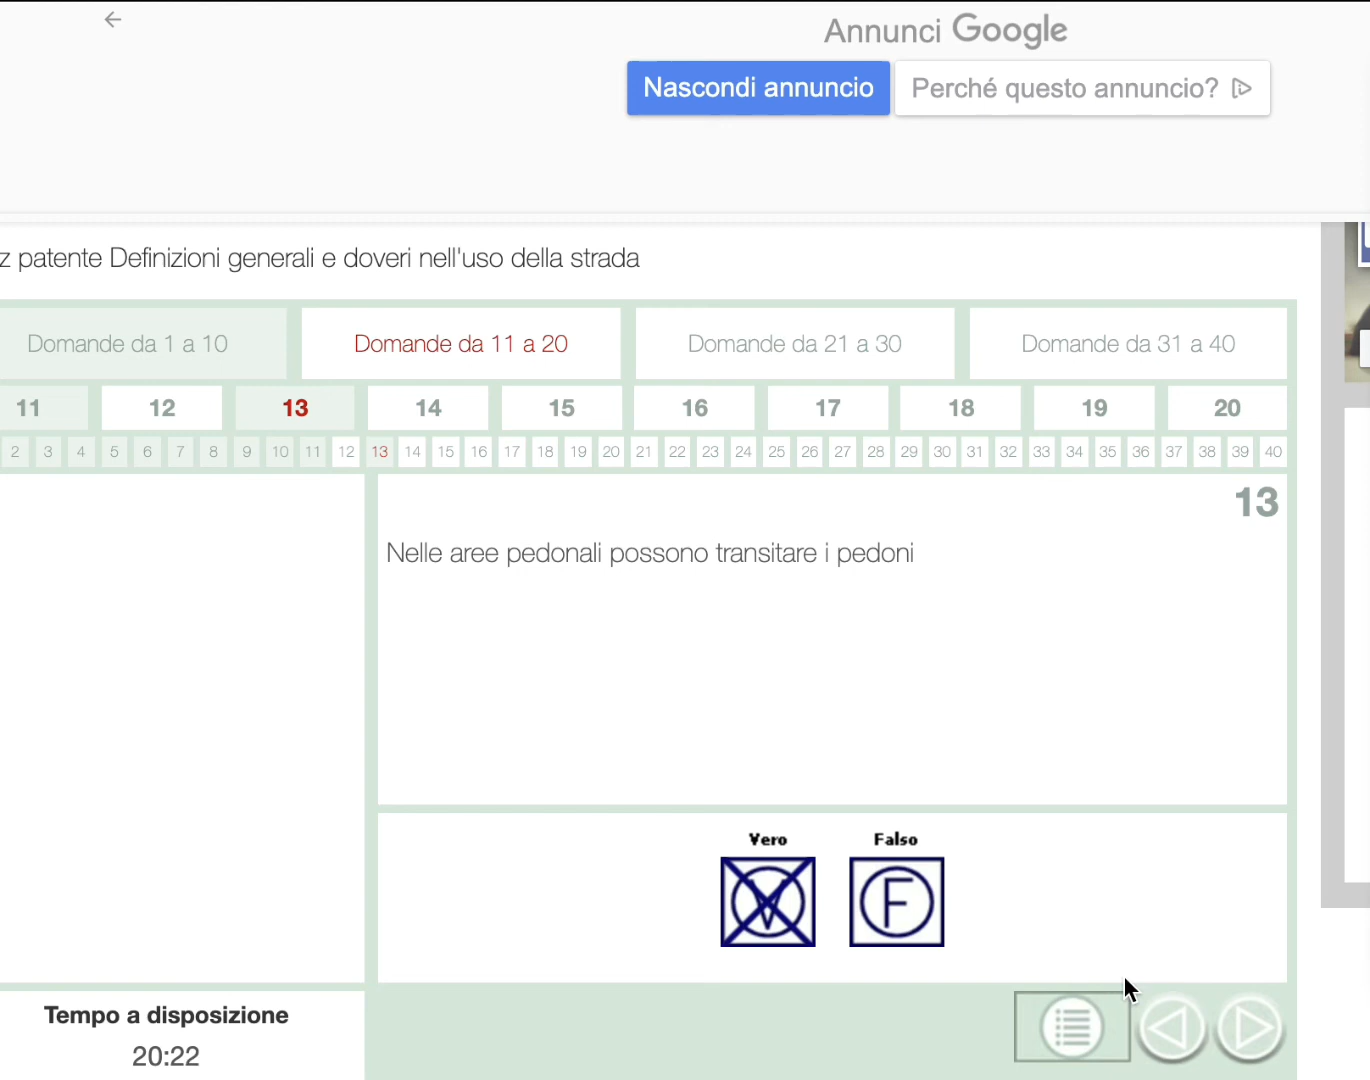 Annunci Google
Nascondi annuncio
Perché questo annuncio?
z patente Definizioni generali e doveri nell'uso della strada
Domande da 1 a 10
Domande da 11 a 20
Domande da 21 a 30
Domande da 31 a 40
11 12 13 14 15 16 17 18 19 20
2 3 4 5 6 7 8 9 10 11 12 13 14 15 16 17 18 19 20 21 22 23 24 25 26 27 28 29 30 31 32 33 34 35 36 37 38 39 40
13
Nelle aree pedonali possono transitare i pedoni
Vero Falso
V F
Tempo a disposizione
20:22